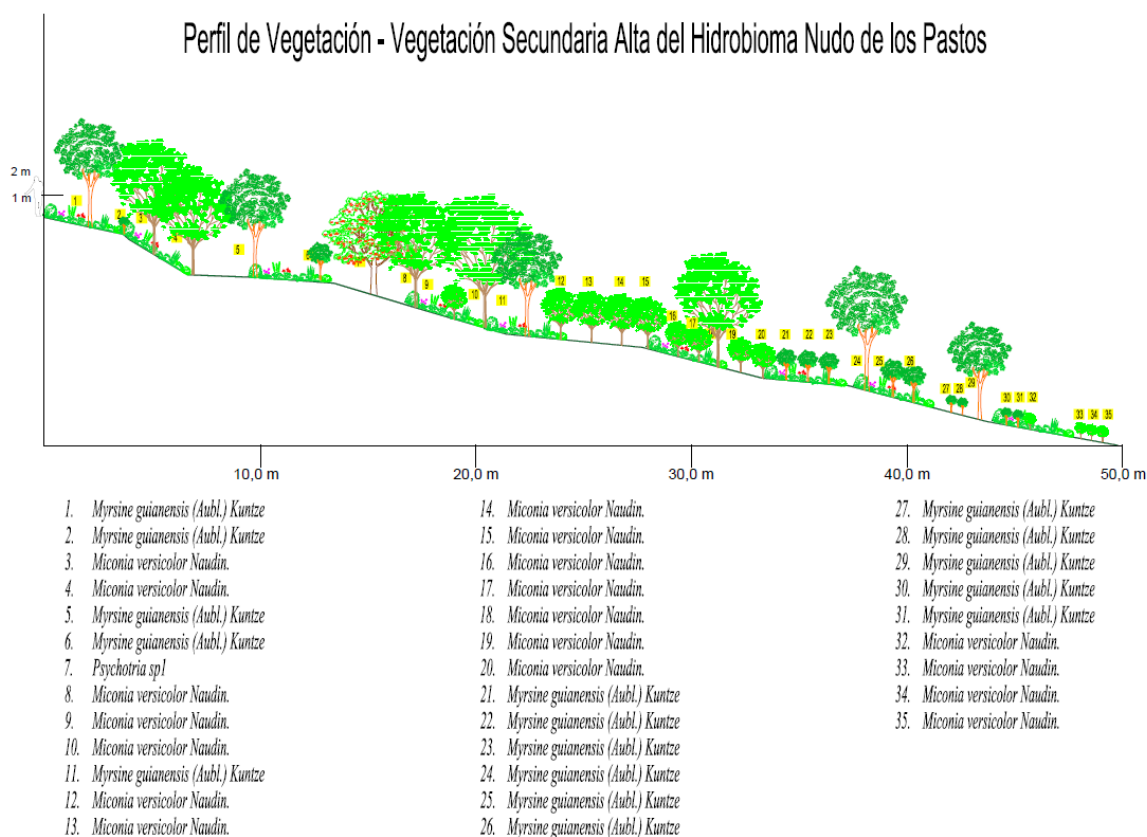 Perfil de Vegetación - Vegetación Secundaria Alta del Hidrobioma Nudo de los Pastos
2 m
1 m
1
2
3
4
5
8
9
10
11
12
13
14
15
16
17
19
20
21
22
23
24
25
26
27
28
29
30
31
32
33
34
35
10,0 m
20,0 m
30,0 m
40,0 m
50,0 m
1. Myrsine guianensis (Aubl.) Kuntze
2. Myrsine guianensis (Aubl.) Kuntze
3. Miconia versicolor Naudin.
4. Miconia versicolor Naudin.
5. Myrsine guianensis (Aubl.) Kuntze
6. Myrsine guianensis (Aubl.) Kuntze
7. Psychotria sp1
8. Miconia versicolor Naudin.
9. Miconia versicolor Naudin.
10. Miconia versicolor Naudin.
11. Myrsine guianensis (Aubl.) Kuntze
12. Miconia versicolor Naudin.
13. Miconia versicolor Naudin.
14. Miconia versicolor Naudin.
15. Miconia versicolor Naudin.
16. Miconia versicolor Naudin.
17. Miconia versicolor Naudin.
18. Miconia versicolor Naudin.
19. Miconia versicolor Naudin.
20. Miconia versicolor Naudin.
21. Myrsine guianensis (Aubl.) Kuntze
22. Myrsine guianensis (Aubl.) Kuntze
23. Myrsine guianensis (Aubl.) Kuntze
24. Myrsine guianensis (Aubl.) Kuntze
25. Myrsine guianensis (Aubl.) Kuntze
26. Myrsine guianensis (Aubl.) Kuntze
27. Myrsine guianensis (Aubl.) Kuntze
28. Myrsine guianensis (Aubl.) Kuntze
29. Myrsine guianensis (Aubl.) Kuntze
30. Myrsine guianensis (Aubl.) Kuntze
31. Myrsine guianensis (Aubl.) Kuntze
32. Miconia versicolor Naudin.
33. Miconia versicolor Naudin.
34. Miconia versicolor Naudin.
35. Miconia versicolor Naudin.